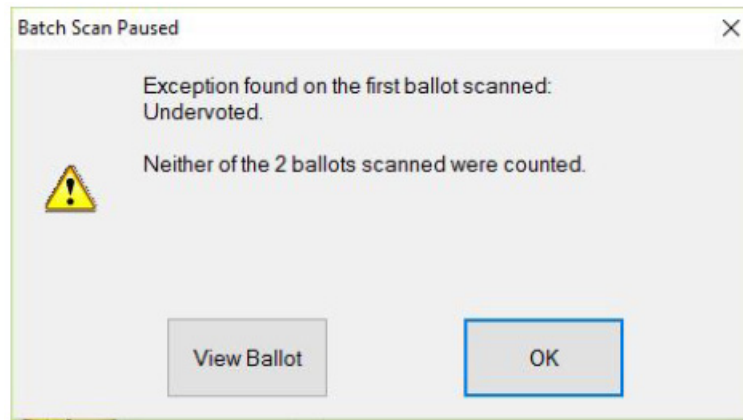 Batch Scan Paused
Exception found on the first ballot scanned:
Undervoted.
Neither of the 2 ballots scanned were counted.
View Ballot
OK